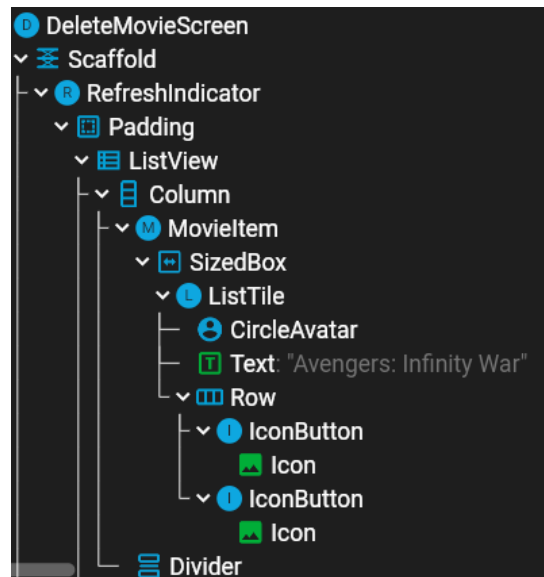 D DeleteMovieScreen
Scaffold
R RefreshIndicator
Padding
ListView
Column
M MovieItem
SizedBox
L ListTile
CircleAvatar
T Text: "Avengers: Infinity War"
Row
I IconButton
Icon
I IconButton
Icon
Divider